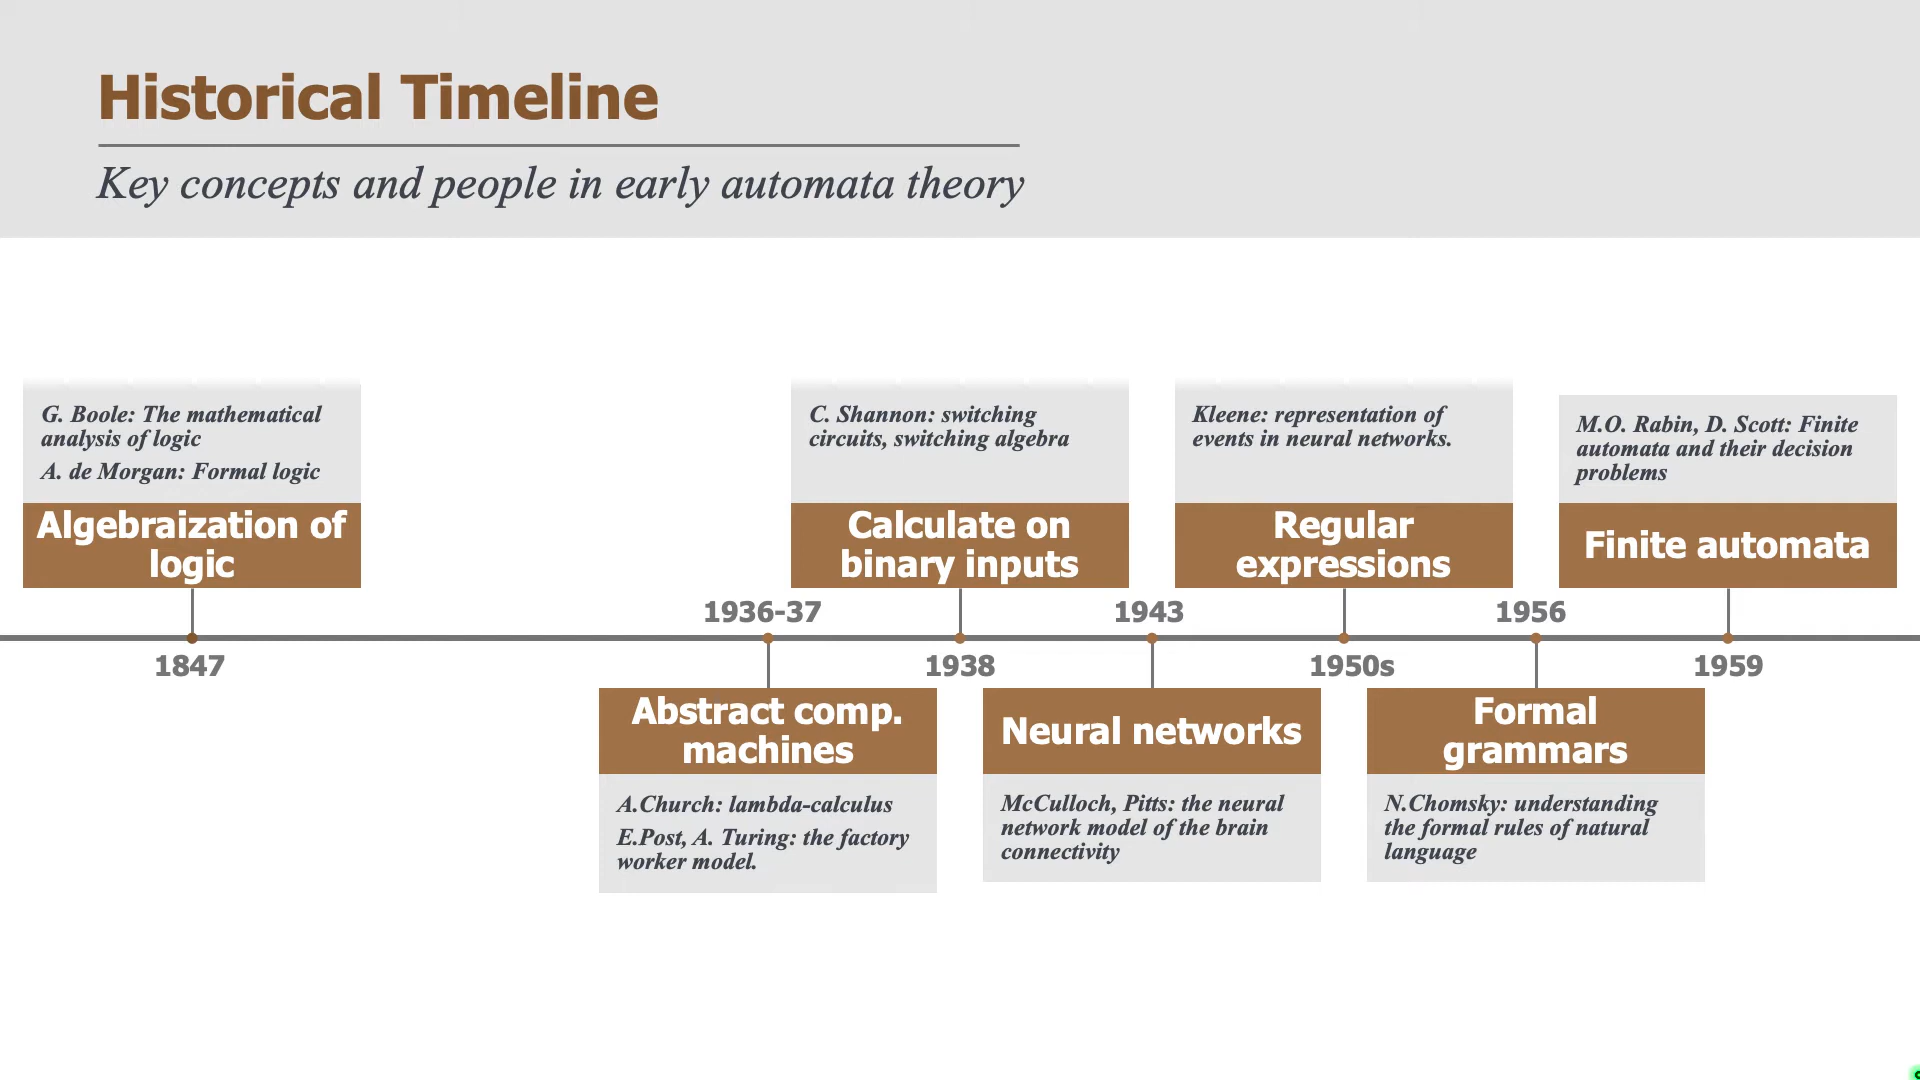 Historical Timeline
Key concepts and people in early automata theory
G. Boole: The mathematical
analysis of logic
A. de Morgan: Formal logic
Algebraization of
logic
1847
1936-37
Abstract comp.
machines
A.Church: lambda-calculus
E.Post, A. Turing: the factory
worker model.
C. Shannon: switching
circuits, switching algebra
Calculate on
binary inputs
1938
1943
Neural networks
McCulloch, Pitts: the neural
network model of the brain
connectivity
Kleene: representation of
events in neural networks.
Regular
expressions
1950s
1956
Formal
grammars
N.Chomsky: understanding
the formal rules of natural
language
M.O. Rabin, D. Scott: Finite
automata and their decision
problems
Finite automata
1959